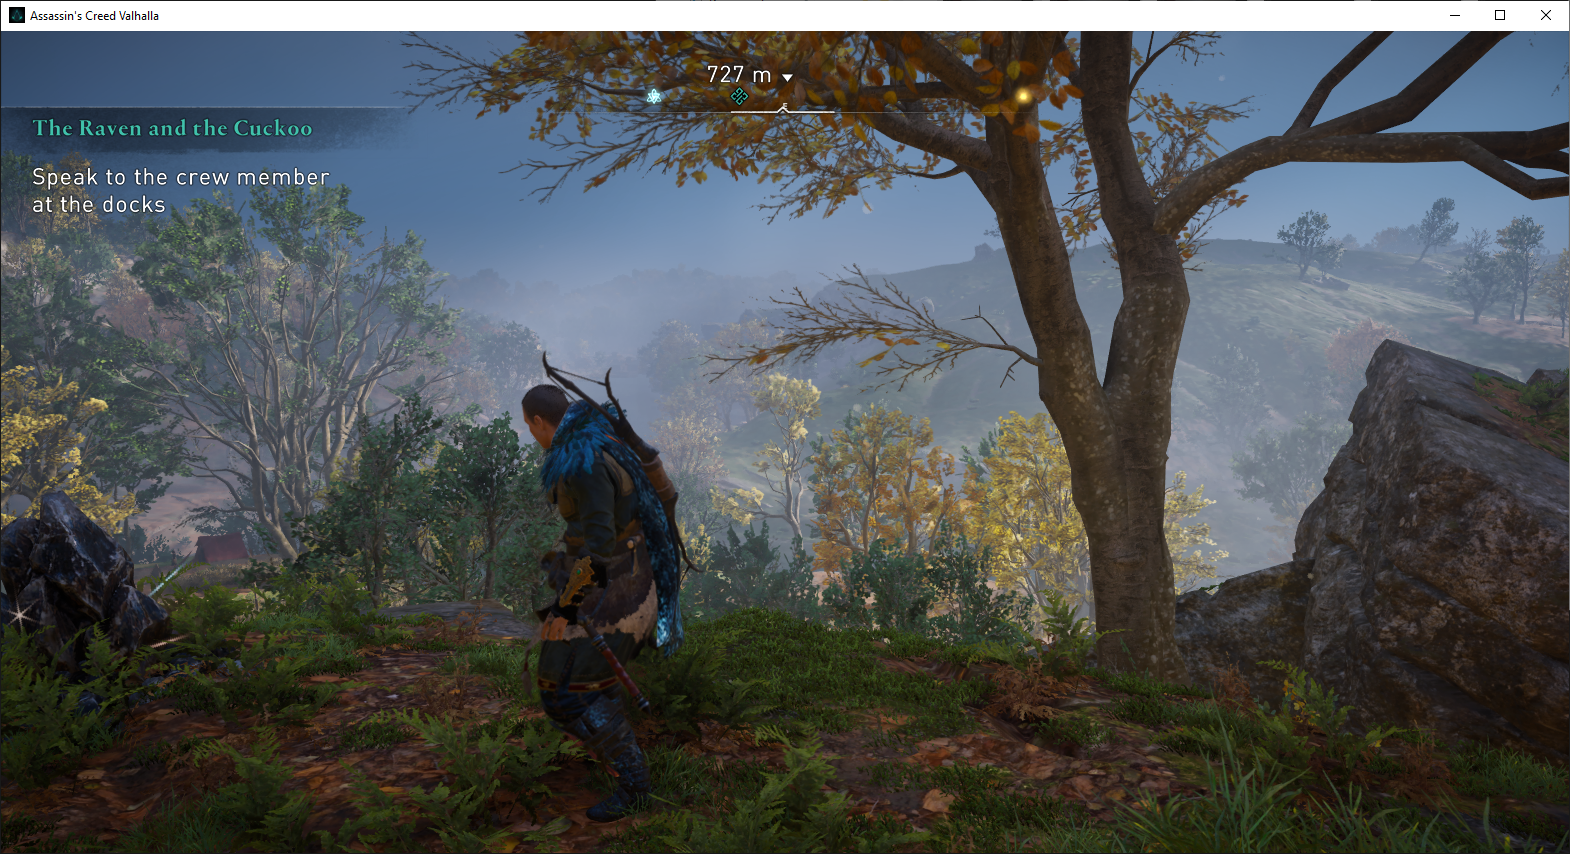 Assassin's Creed Valhalla
727 m
E
The Raven and the Cuckoo
Speak to the crew member
at the docks